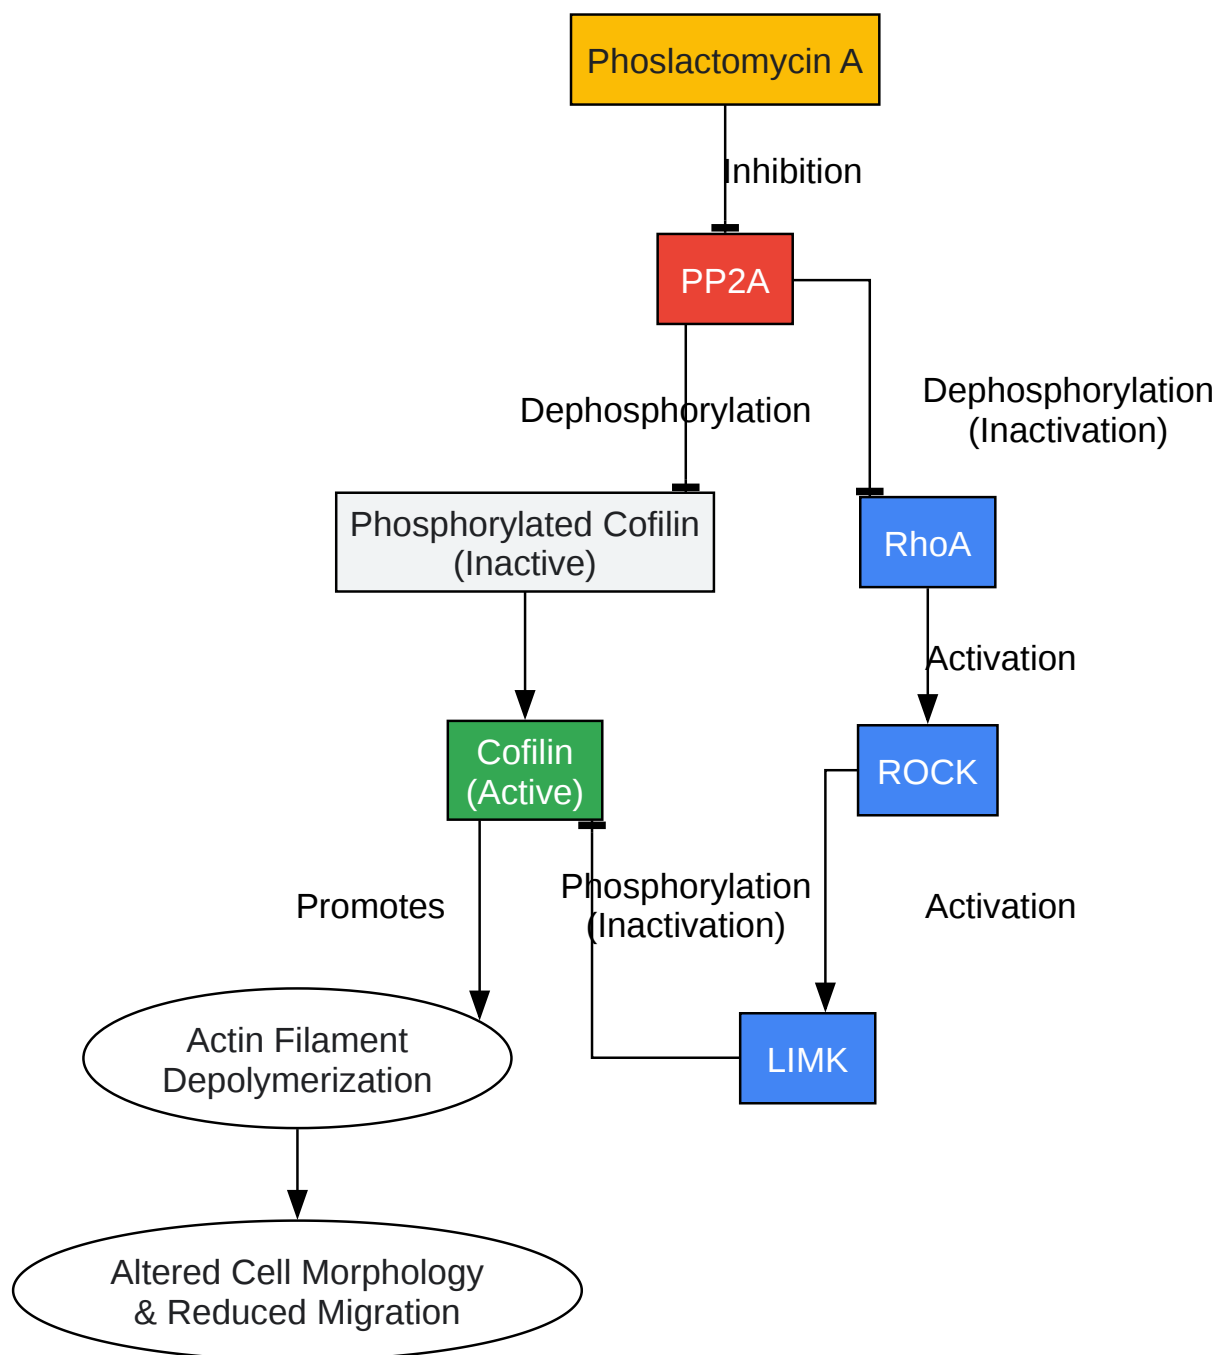 Phoslactomycin A
Inhibition
PP2A
Dephosphorylation
Dephosphorylation
(Inactivation)
Phosphorylated Cofilin
(Inactive)
RhoA
Activation
Cofilin
(Active)
ROCK
Promotes
Phosphorylation
(Inactivation)
Activation
Actin Filament
Depolymerization
LIMK
Altered Cell Morphology
& Reduced Migration